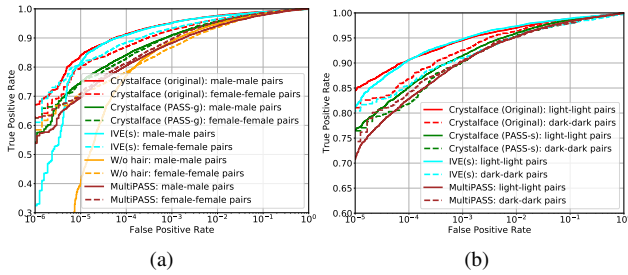 1.0
0.9
0.8
0.7
0.6
0.5
0.4
0.3
True Positive Rate
Crystalface (original): male-male pairs
Crystalface (original): female-female pairs
Crystalface (PASS-g): male-male pairs
Crystalface (PASS-g): female-female pairs
IVE(s): male-male pairs
IVE(s): female-female pairs
W/o hair: male-male pairs
W/o hair: female-female pairs
MultiPASS: male-male pairs
MultiPASS: female-female pairs
10⁻⁶ 10⁻⁵ 10⁻⁴ 10⁻³ 10⁻² 10⁻¹ 10⁰
False Positive Rate
(a)
1.00
0.95
0.90
0.85
0.80
0.75
0.70
0.65
0.60
True Positive Rate
Crystalface (Original): light-light pairs
Crystalface (Original): dark-dark pairs
Crystalface (PASS-s): light-light pairs
Crystalface (PASS-s): dark-dark pairs
IVE(s): light-light pairs
IVE(s): dark-dark pairs
MultiPASS: light-light pairs
MultiPASS: dark-dark pairs
10⁻⁵ 10⁻⁴ 10⁻³ 10⁻² 10⁻¹ 1
False Positive Rate
(b)